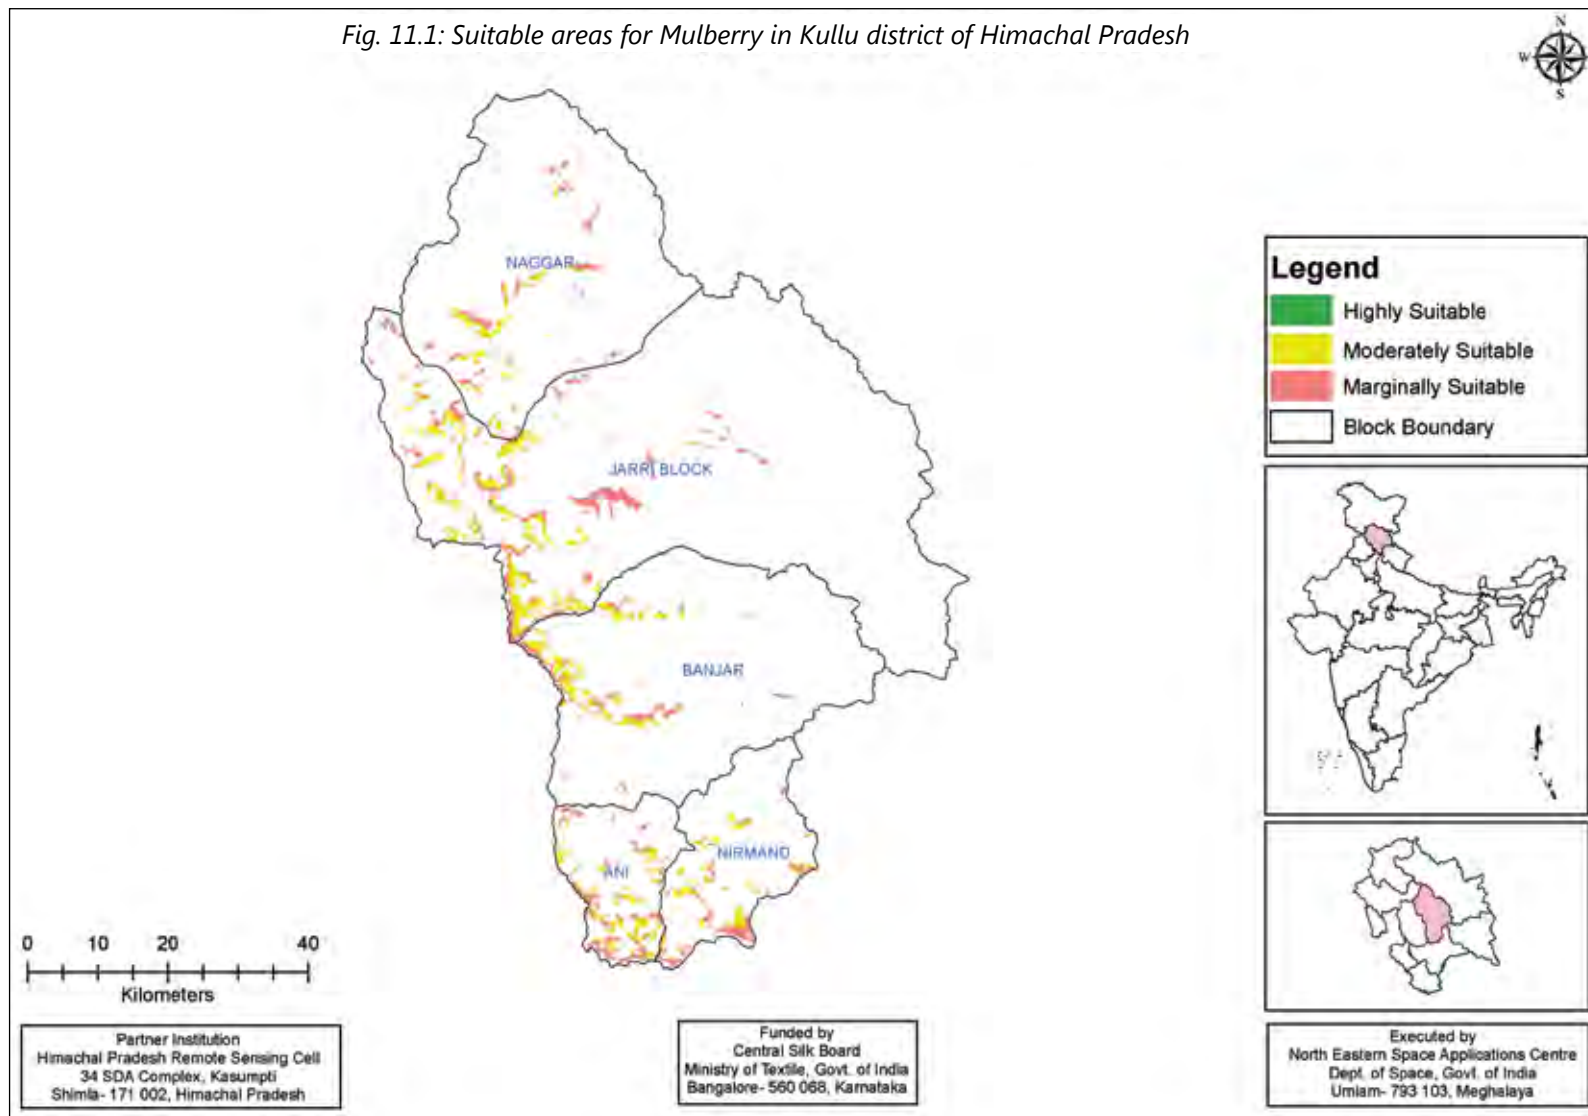 Fig. 11.1: Suitable areas for Mulberry in Kullu district of Himachal Pradesh
N
W
S
NAGGAR
JARRI BLOCK
BANJAR
ANI
NIRMAND
Legend
Highly Suitable
Moderately Suitable
Marginally Suitable
Block Boundary
0 10 20 40
Kilometers
Partner Institution
Himachal Pradesh Remote Sensing Cell
34 SDA Complex, Kasumpti
Shimla- 171 002, Himachal Pradesh
Funded by
Central Silk Board
Ministry of Textile, Govt. of India
Bangalore- 560 068, Karnataka
Executed by
North Eastern Space Applications Centre
Dept. of Space, Govt. of India
Umiam- 793 103, Meghalaya